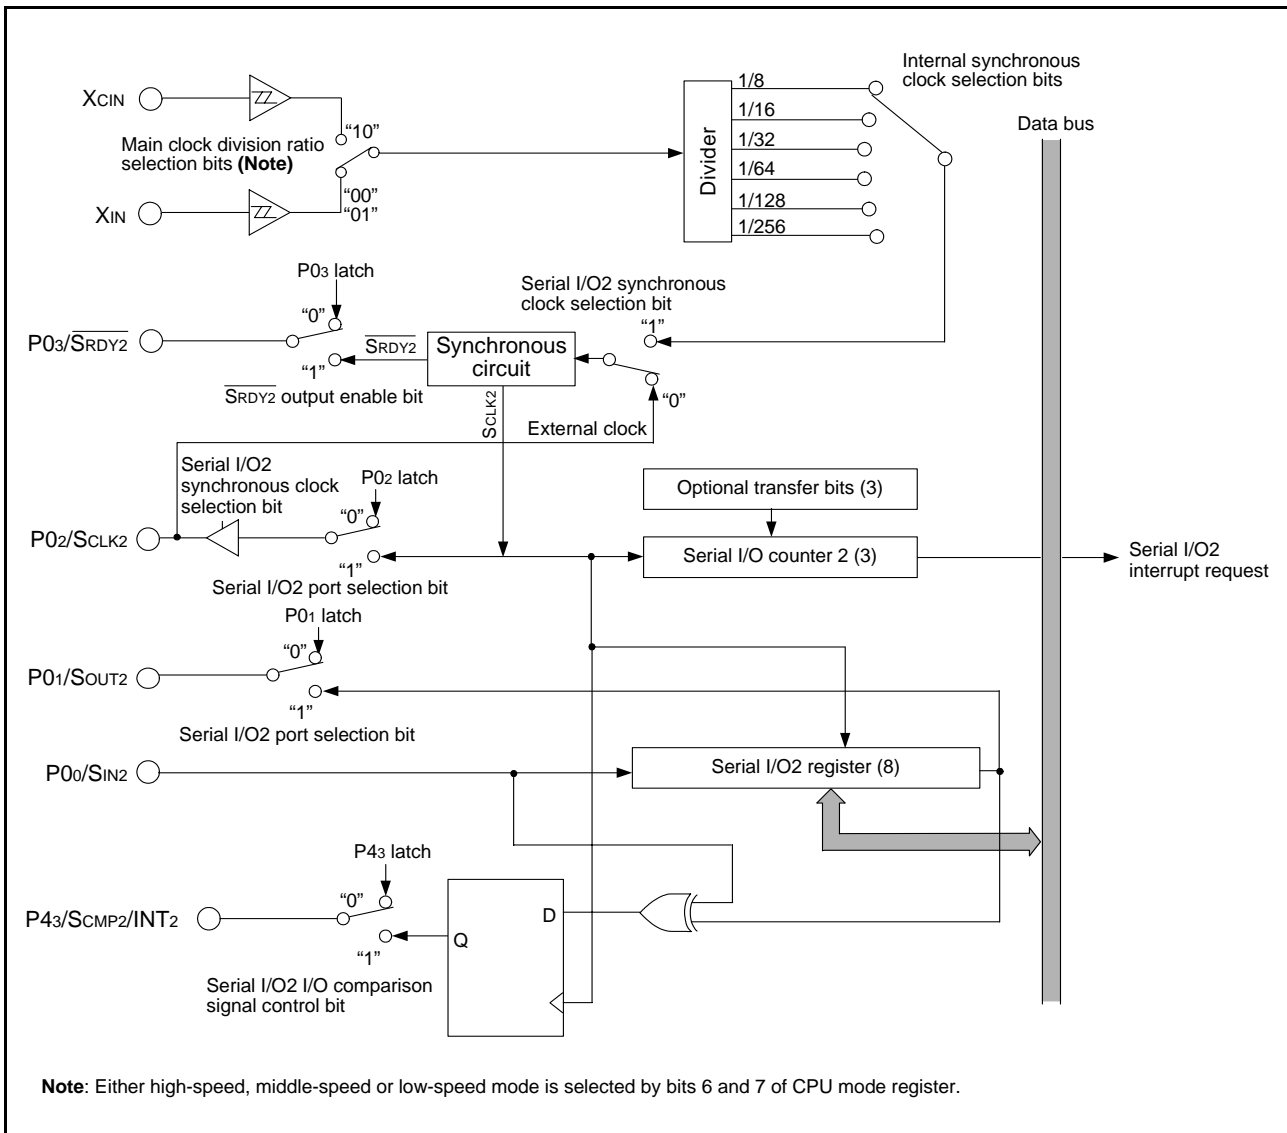 Internal synchronous
clock selection bits
XCIN
1/8
1/16
1/32
1/64
1/128
1/256
Divider
Data bus
“10”
Main clock division ratio
selection bits (Note)
“00”
“01”
XIN
P03 latch
Serial I/O2 synchronous
clock selection bit
“0”
“1”
P03/SRDY2
SRDY2
Synchronous
circuit
“1”
SRDY2 output enable bit
“0”
SCLK2
External clock
Serial I/O2
synchronous clock
selection bit
P02 latch
Optional transfer bits (3)
“0”
P02/SCLK2
“1”
Serial I/O counter 2 (3)
Serial I/O2
interrupt request
Serial I/O2 port selection bit
P01 latch
“0”
P01/SOUT2
“1”
Serial I/O2 port selection bit
P00/SIN2
Serial I/O2 register (8)
P43 latch
“0”
P43/SCMP2/INT2
D
Q
“1”
Serial I/O2 I/O comparison
signal control bit
Note: Either high-speed, middle-speed or low-speed mode is selected by bits 6 and 7 of CPU mode register.